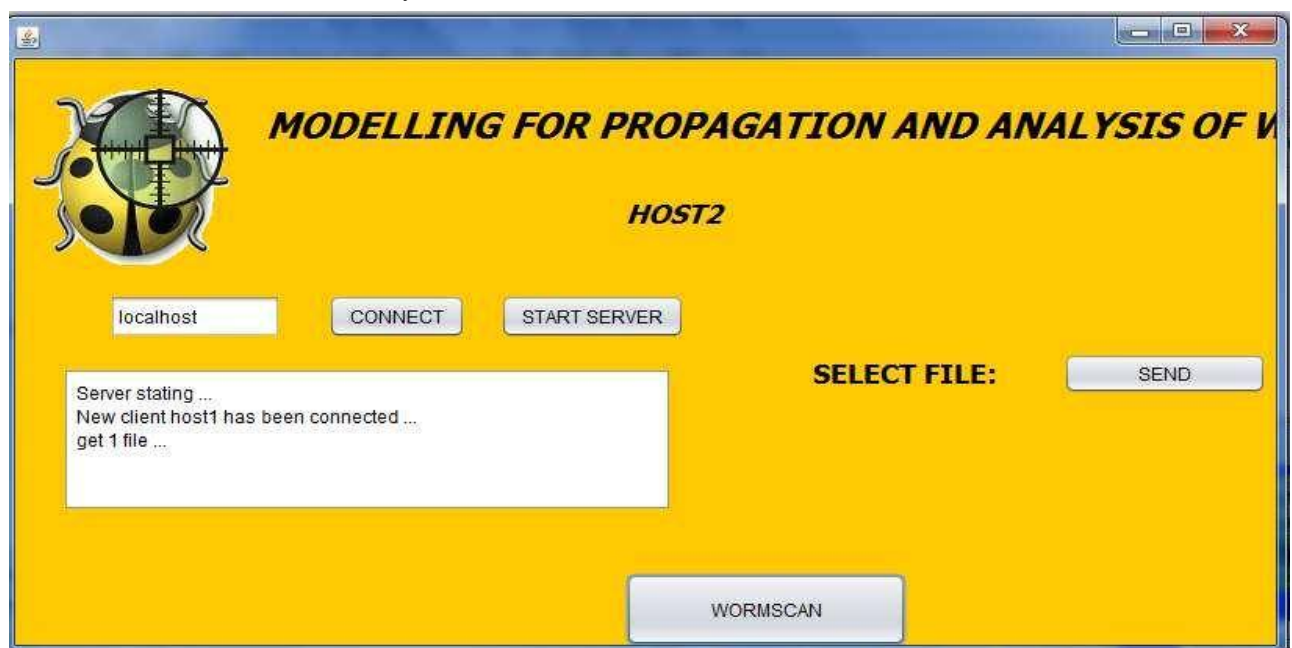 MODELLING FOR PROPAGATION AND ANALYSIS OF
HOST2
localhost
CONNECT
START SERVER
SELECT FILE:
SEND
Server stating ...
New client host1 has been connected ...
get 1 file ...
WORMSCAN